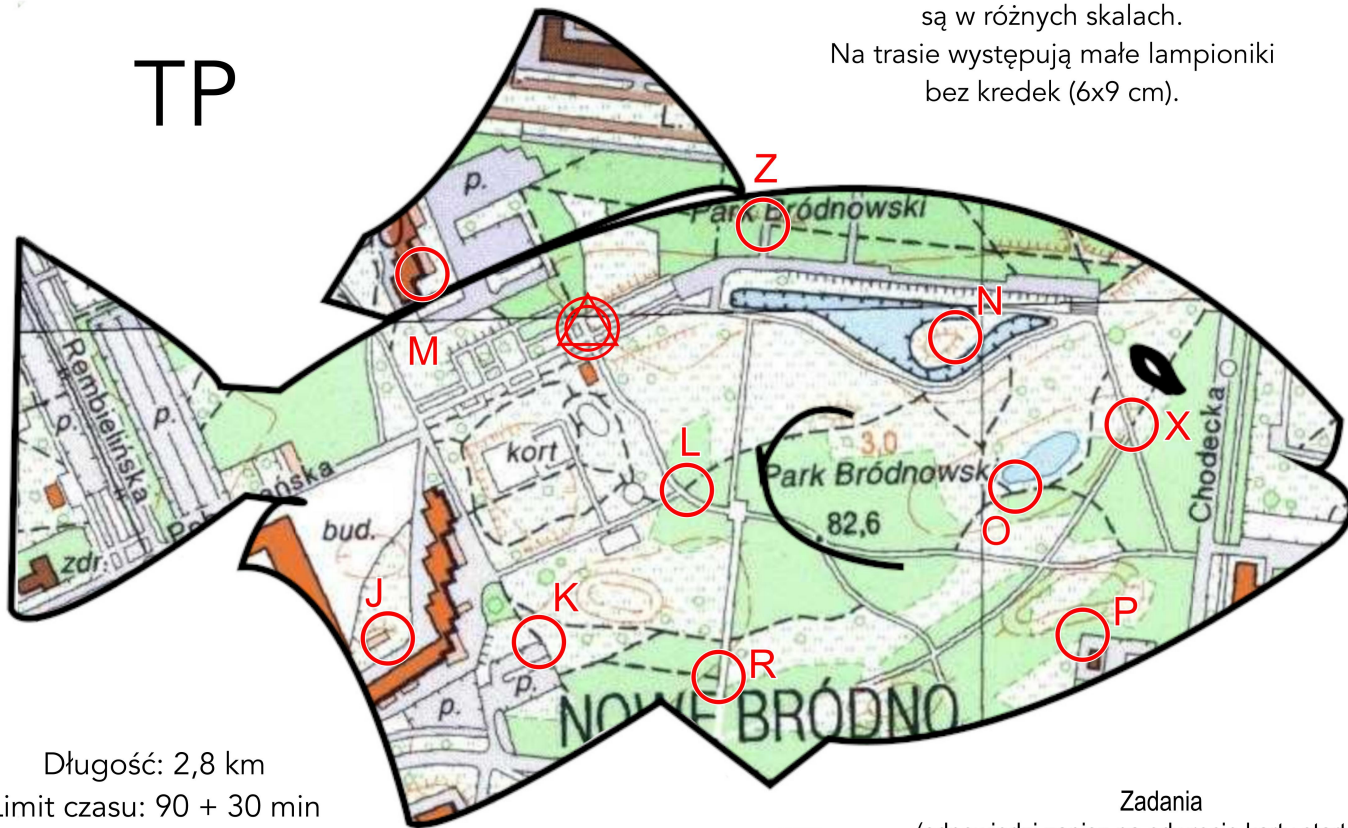 są w różnych skalach.
Na trasie występują małe lampioniki
bez kredek (6x9 cm).
TP
p.
Z
Park Bródnowski
M
N
Rembielińska
p.
p.
zdr.
kort
L
3,0
Park Bródnowsk
82,6
X
Chodecka
O
bud.
J
K
P
R
p.
p.
NOWE BRÓDNO
Długość: 2,8 km
Limit czasu: 90 + 30 min
Zadania